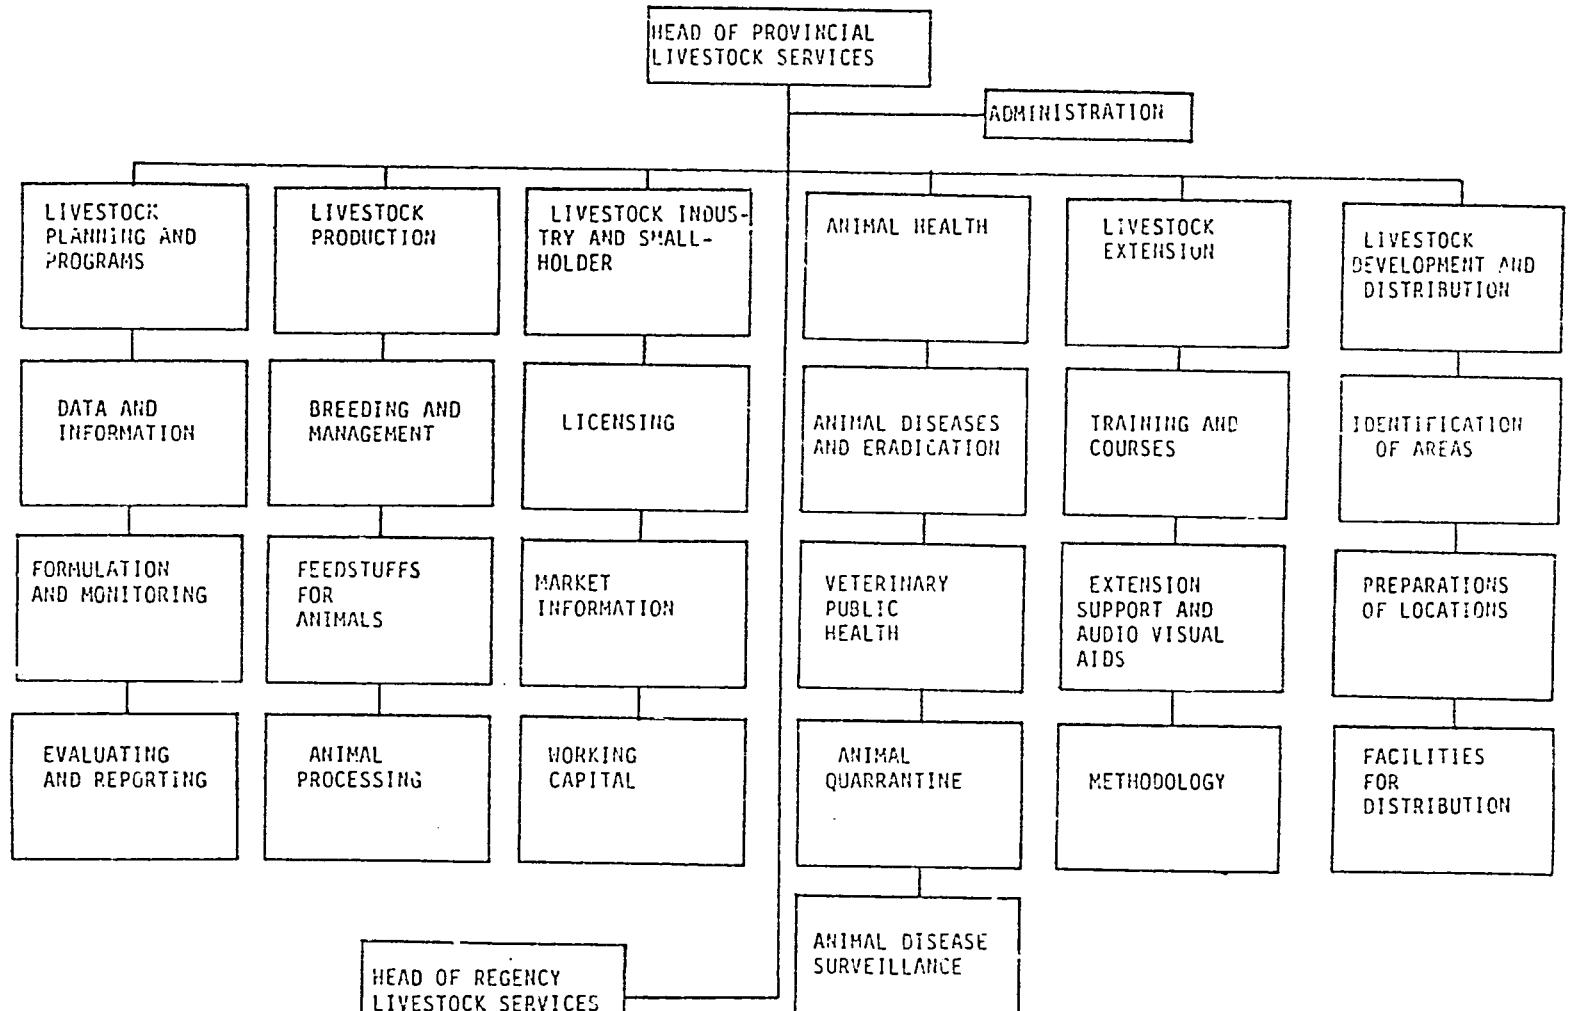 HEAD OF PROVINCIAL
LIVESTOCK SERVICES
ADMINISTRATION
LIVESTOCK
PLANNING AND
PROGRAMS
LIVESTOCK
PRODUCTION
LIVESTOCK INDUS-
TRY AND SMALL-
HOLDER
ANIMAL HEALTH
LIVESTOCK
EXTENSION
LIVESTOCK
DEVELOPMENT AND
DISTRIBUTION
DATA AND
INFORMATION
BREEDING AND
MANAGEMENT
LICENSING
ANIMAL DISEASES
AND ERADICATION
TRAINING AND
COURSES
IDENTIFICATION
OF AREAS
FORMULATION
AND MONITORING
FEEDSTUFFS
FOR
ANIMALS
MARKET
INFORMATION
VETERINARY
PUBLIC
HEALTH
EXTENSION
SUPPORT AND
AUDIO VISUAL
AIDS
PREPARATIONS
OF LOCATIONS
EVALUATING
AND REPORTING
ANIMAL
PROCESSING
WORKING
CAPITAL
ANIMAL
QUARRANTINE
METHODOLOGY
FACILITIES
FOR
DISTRIBUTION
ANIMAL DISEASE
SURVEILLANCE
HEAD OF REGENCY
LIVESTOCK SERVICES